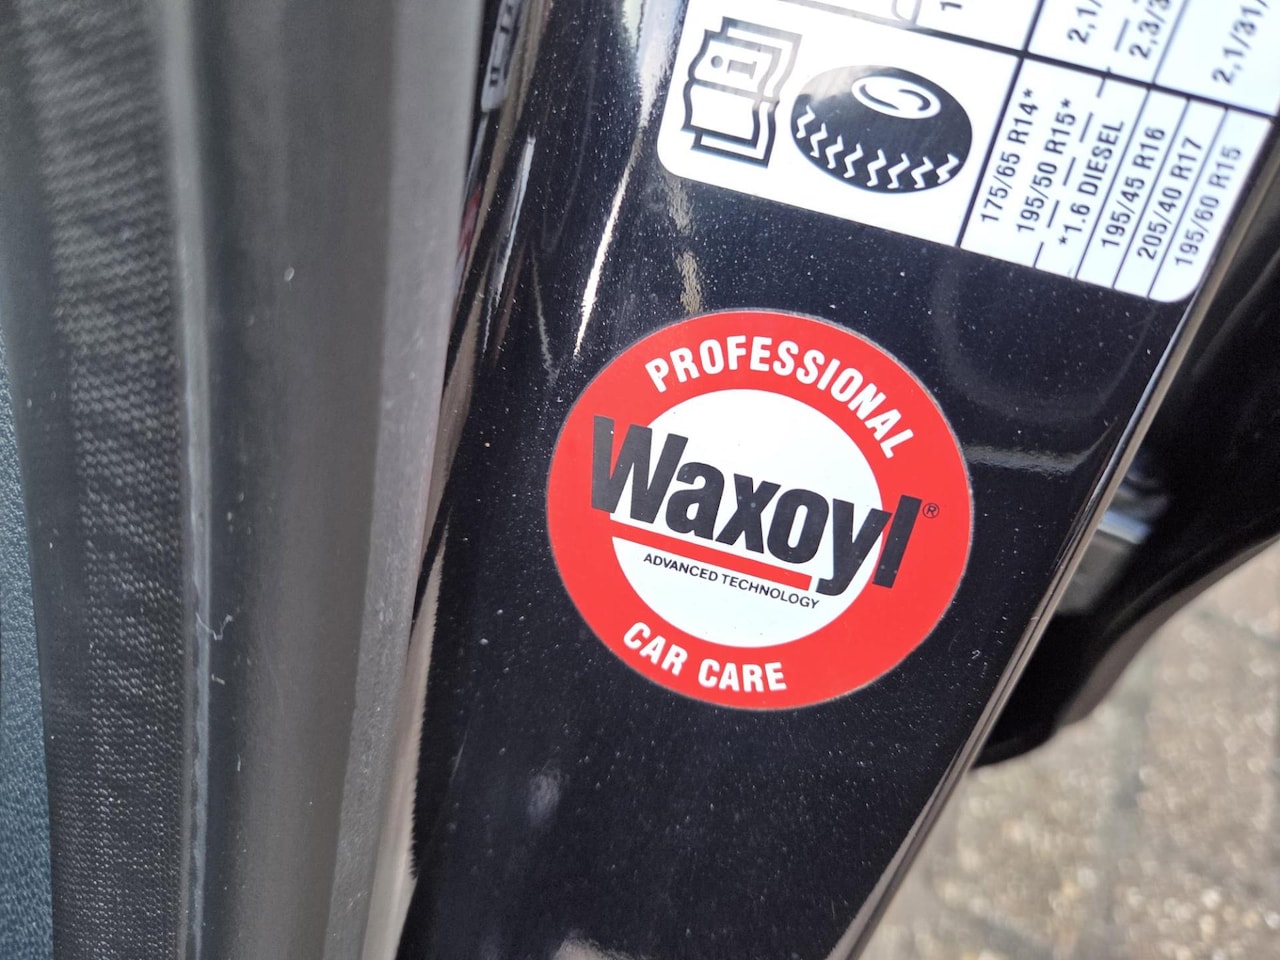 175/65 R14*
195/50 R15*
*1.6 DIESEL
195/45 R16
205/40 R17
195/60 R15
PROFESSIONAL
Waxoyl®
ADVANCED TECHNOLOGY
CAR CARE